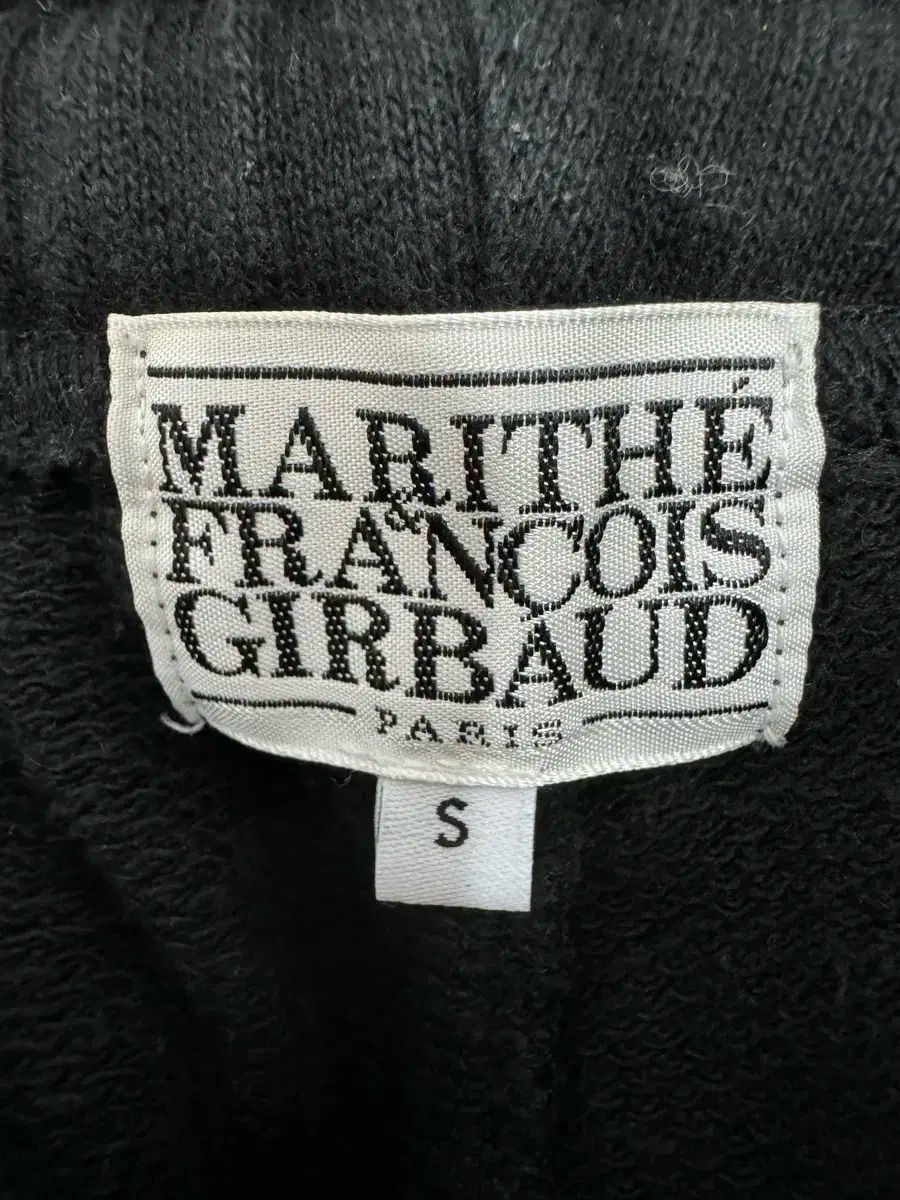 MARITHÉ
&
FRANÇOIS
GIRBAUD
PARIS
S